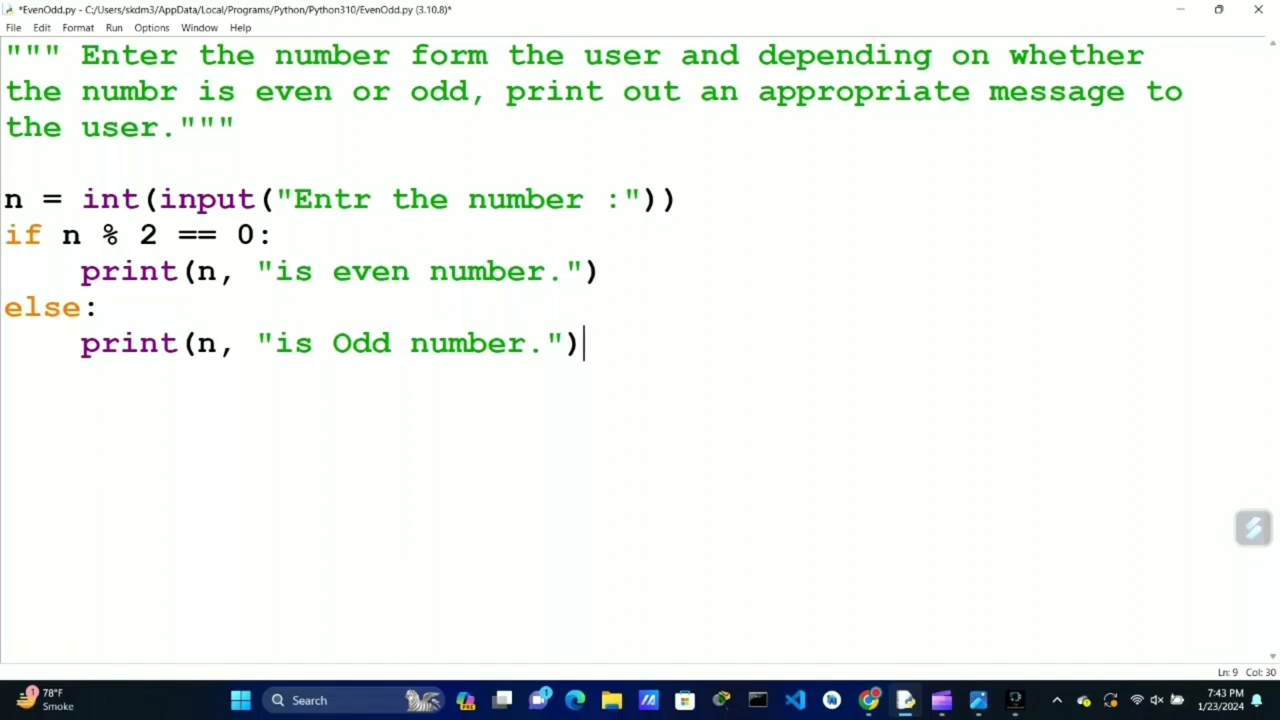 *EvenOdd.py - C:/Users/skdm3/AppData/Local/Programs/Python/Python310/EvenOdd.py (3.10.8)*
File Edit Format Run Options Window Help
""" Enter the number form the user and depending on whether
the numbr is even or odd, print out an appropriate message to
the user."""
n = int(input("Entr the number :"))
if n % 2 == 0:
    print(n, "is even number.")
else:
    print(n, "is Odd number.")
Ln: 9 Col: 30
1
78°F
Smoke
Search
1
7:43 PM
1/23/2024